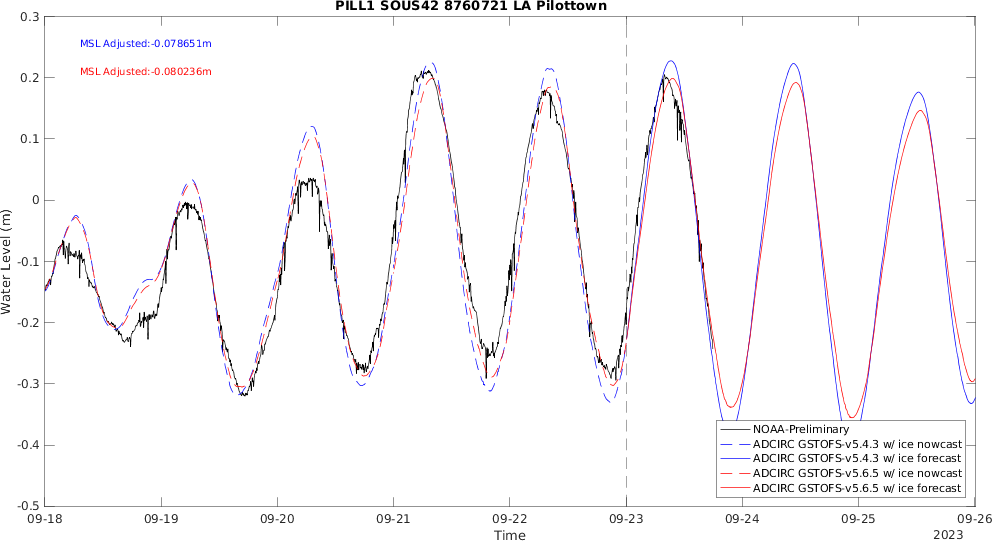 PILL1 SOUS42 8760721 LA Pilottown
MSL Adjusted:-0.078651m
MSL Adjusted:-0.080236m
0.3
0.2
0.1
0
-0.1
-0.2
-0.3
-0.4
-0.5
Water Level (m)
NOAA-Preliminary
ADCIRC GSTOFS-v5.4.3 w/ ice nowcast
ADCIRC GSTOFS-v5.4.3 w/ ice forecast
ADCIRC GSTOFS-v5.6.5 w/ ice nowcast
ADCIRC GSTOFS-v5.6.5 w/ ice forecast
09-18 09-19 09-20 09-21 09-22 09-23 09-24 09-25 09-26
Time
2023